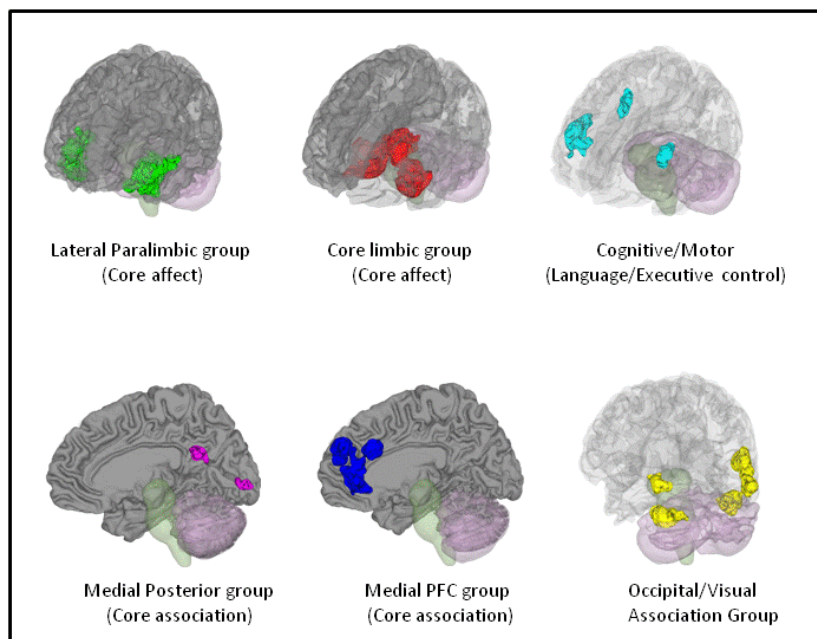 Lateral Paralimbic group
(Core affect)
Core limbic group
(Core affect)
Cognitive/Motor
(Language/Executive control)
Medial Posterior group
(Core association)
Medial PFC group
(Core association)
Occipital/Visual
Association Group